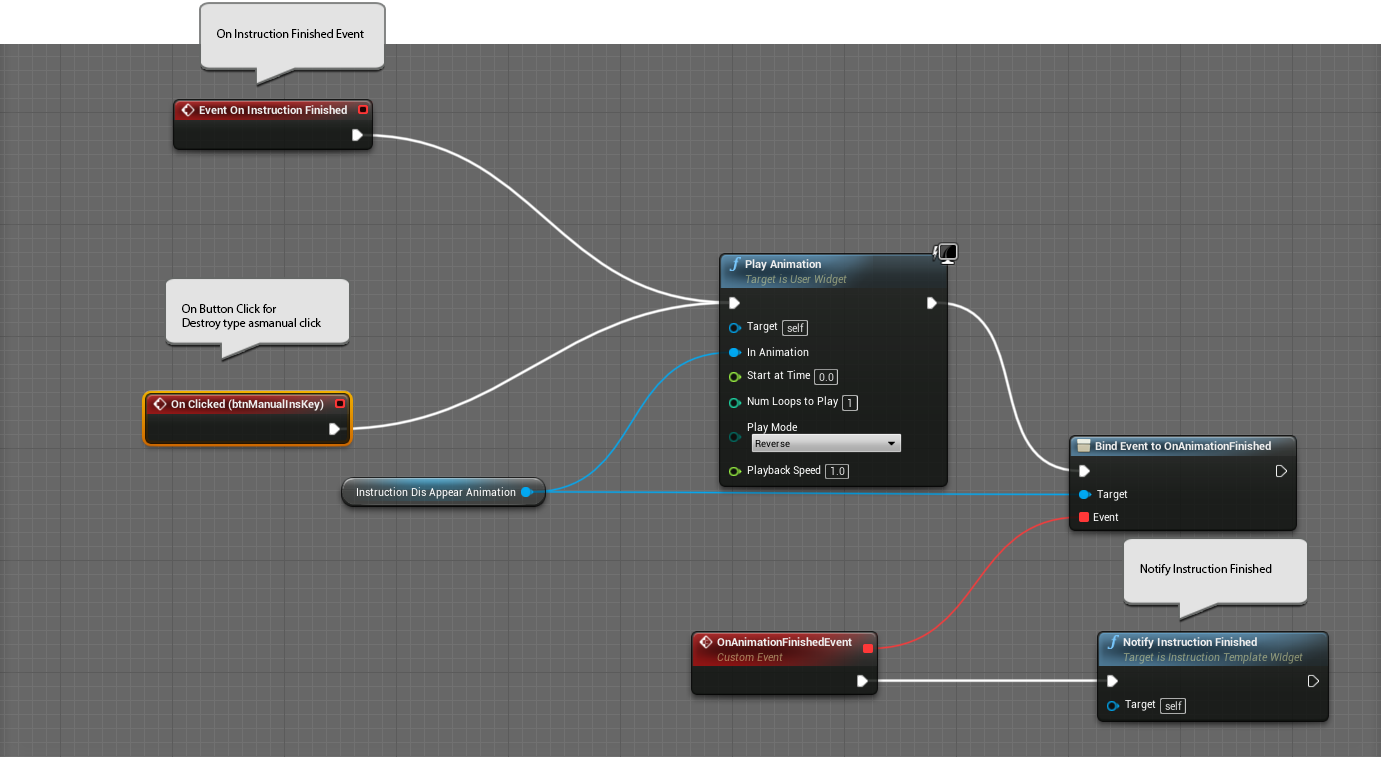 On Instruction Finished Event
Event On Instruction Finished
On Button Click for
Destroy type asmanual click
On Clicked (btnManualInsKey)
Instruction Dis Appear Animation
Play Animation
Target is User Widget
Target self
In Animation
Start at Time 0.0
Num Loops to Play 1
Play Mode
Reverse
Playback Speed 1.0
Bind Event to OnAnimationFinished
Target
Event
OnAnimationFinishedEvent
Custom Event
Notify Instruction Finished
Notify Instruction Finished
Target is Instruction Template WIdget
Target self